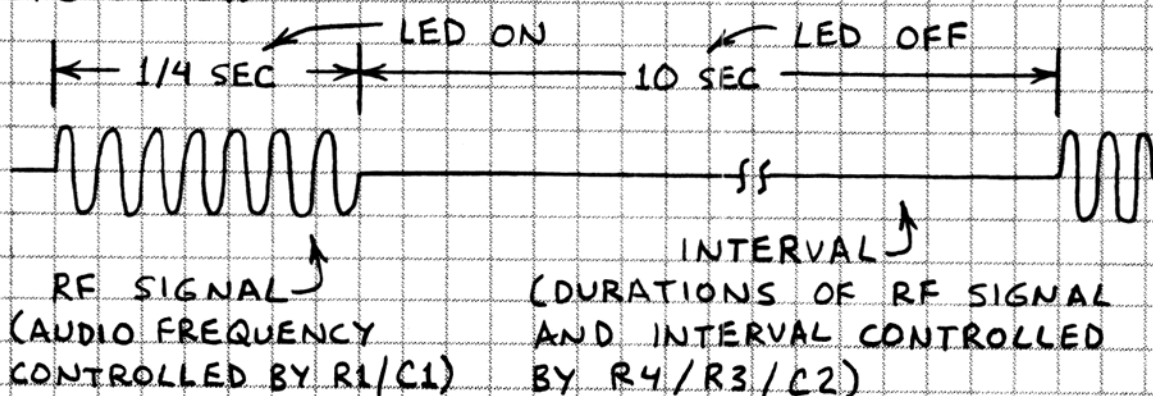 LED ON
LED OFF
1/4 SEC
10 SEC
RF SIGNAL
(AUDIO FREQUENCY
CONTROLLED BY R1/C1)
INTERVAL
(DURATIONS OF RF SIGNAL
AND INTERVAL CONTROLLED
BY R4/R3/C2)